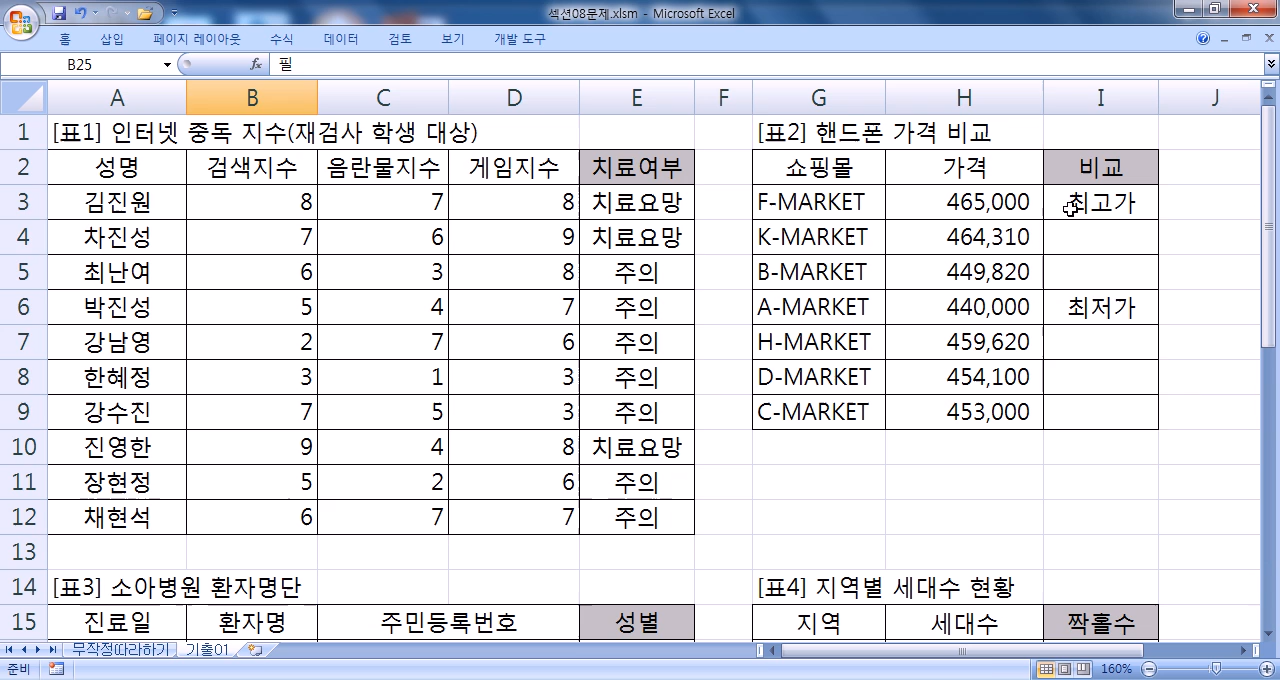 섹션08문제.xlsm - Microsoft Excel
홈 삽입 페이지 레이아웃 수식 데이터 검토 보기 개발 도구
B25 fx 필
A B C D E F G H I J
1 [표1] 인터넷 중독 지수(재검사 학생 대상) [표2] 핸드폰 가격 비교
2 성명 검색지수 음란물지수 게임지수 치료여부 쇼핑몰 가격 비교
3 김진원 8 7 8 치료요망 F-MARKET 465,000 최고가
4 차진성 7 6 9 치료요망 K-MARKET 464,310
5 최난여 6 3 8 주의 B-MARKET 449,820
6 박진성 5 4 7 주의 A-MARKET 440,000 최저가
7 강남영 2 7 6 주의 H-MARKET 459,620
8 한혜정 3 1 3 주의 D-MARKET 454,100
9 강수진 7 5 3 주의 C-MARKET 453,000
10 진영한 9 4 8 치료요망
11 장현정 5 2 6 주의
12 채현석 6 7 7 주의
13
14 [표3] 소아병원 환자명단 [표4] 지역별 세대수 현황
15 진료일 환자명 주민등록번호 성별 지역 세대수 짝홀수
무작정따라하기 기출01
준비 160%